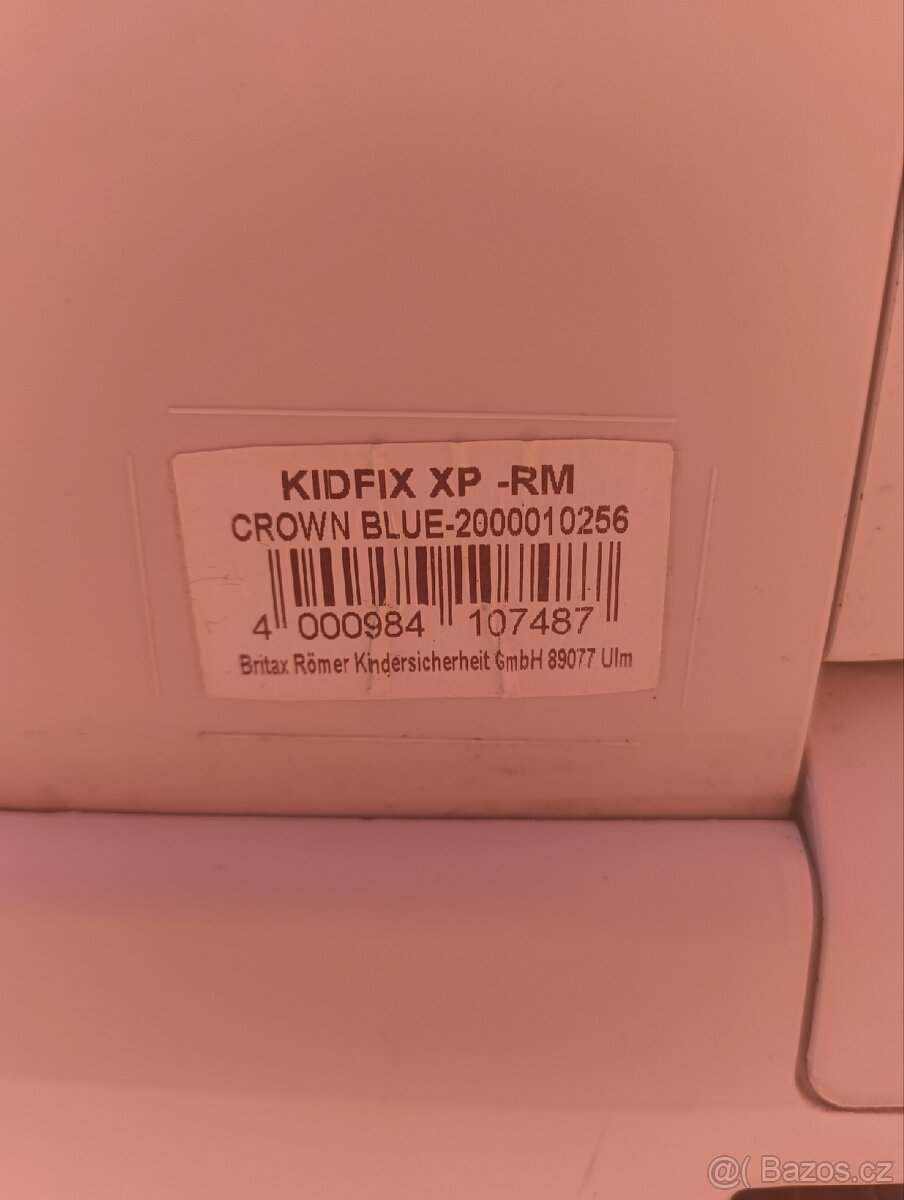 KIDFIX XP -RM
CROWN BLUE-2000010256
4 000984 107487
Britax Römer Kindersicherheit GmbH 89077 Ulm
@( Bazos.cz